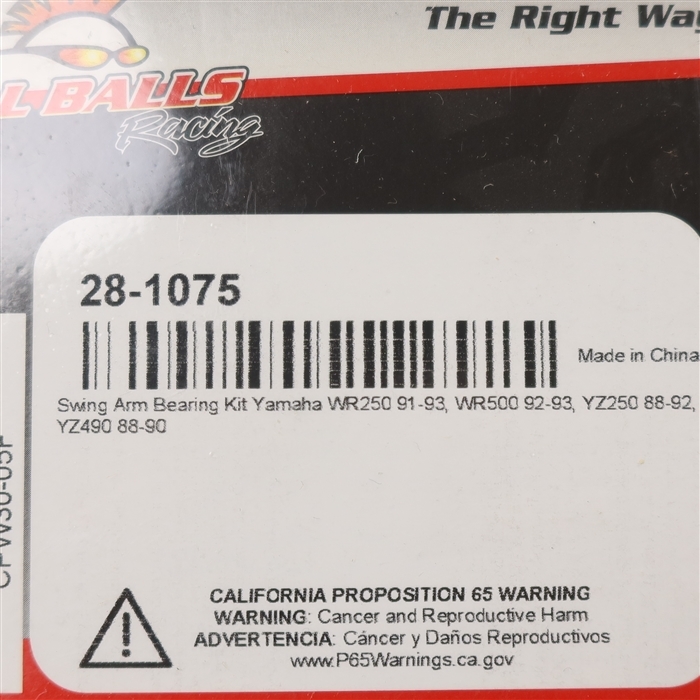 The Right Way
L-BALLS
Racing
28-1075
Made in China
Swing Arm Bearing Kit Yamaha WR250 91-93, WR500 92-93, YZ250 88-92,
YZ490 88-90
CALIFORNIA PROPOSITION 65 WARNING
WARNING: Cancer and Reproductive Harm
ADVERTENCIA: Cáncer y Daños Reproductivos
www.P65Warnings.ca.gov